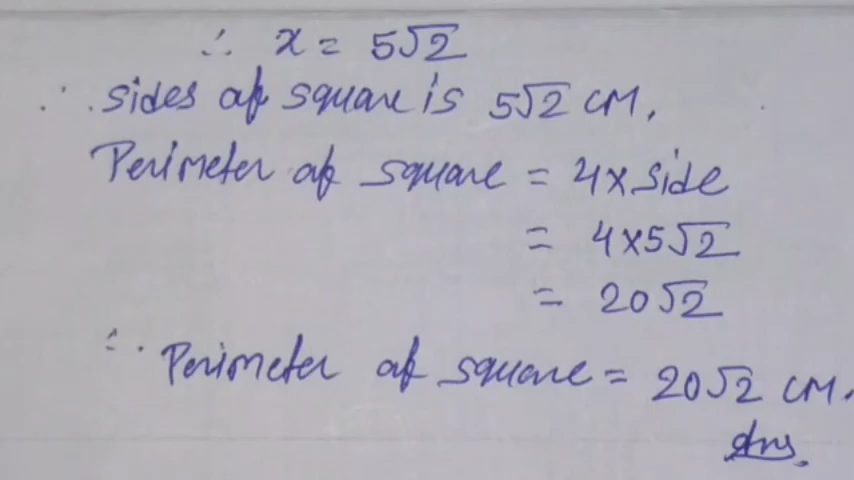 ∴ x = 5√2
∴ sides of square is 5√2 cm.
Perimeter of square = 4×side
= 4×5√2
= 20√2
∴ Perimeter of square = 20√2 cm.
Ans.